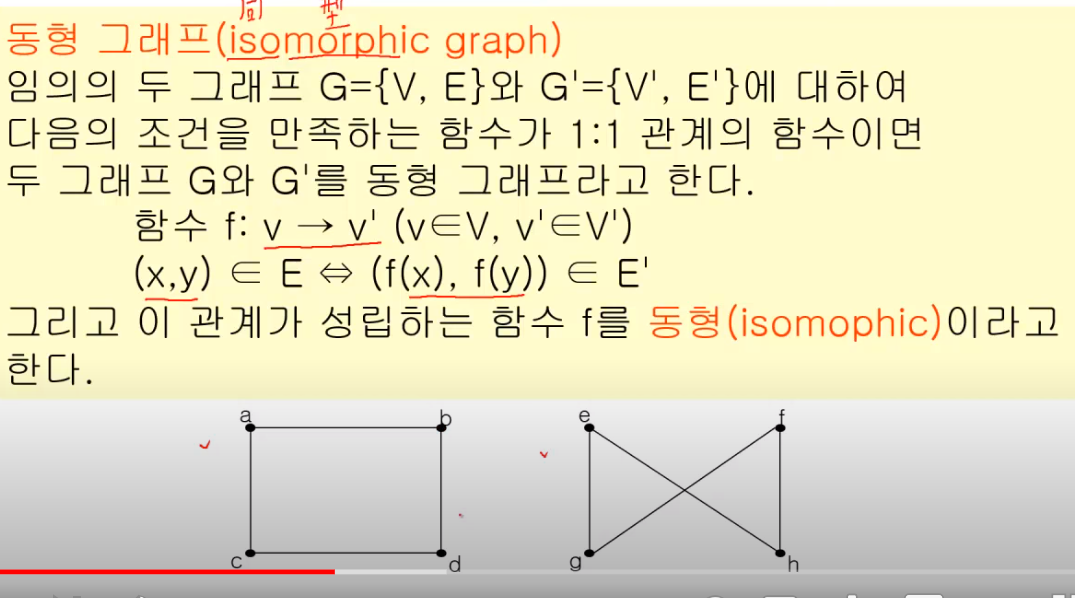 同 型
동형 그래프(isomorphic graph)
임의의 두 그래프 G={V, E}와 G'={V', E'}에 대하여
다음의 조건을 만족하는 함수가 1:1 관계의 함수이면
두 그래프 G와 G'를 동형 그래프라고 한다.
함수 f: v → v' (v∈V, v'∈V')
(x,y) ∈ E ⇔ (f(x), f(y)) ∈ E'
그리고 이 관계가 성립하는 함수 f를 동형(isomophic)이라고
한다.
a b e f
c d g h